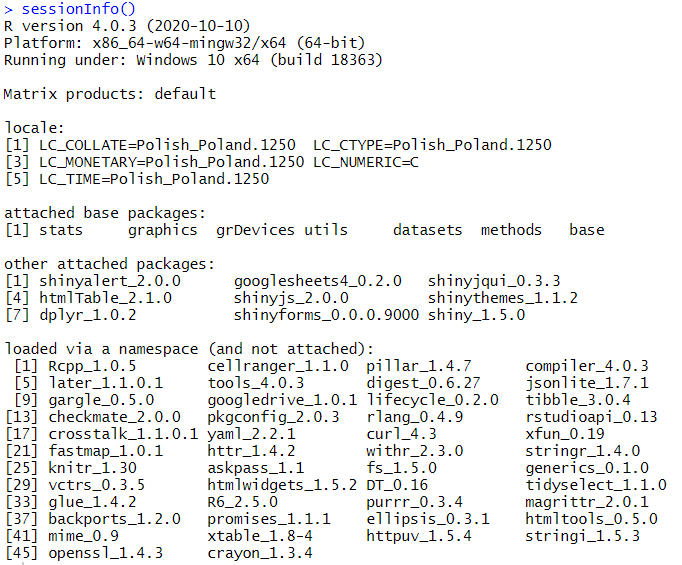 > sessionInfo()
R version 4.0.3 (2020-10-10)
Platform: x86_64-w64-mingw32/x64 (64-bit)
Running under: Windows 10 x64 (build 18363)

Matrix products: default

locale:
[1] LC_COLLATE=Polish_Poland.1250  LC_CTYPE=Polish_Poland.1250
[3] LC_MONETARY=Polish_Poland.1250 LC_NUMERIC=C
[5] LC_TIME=Polish_Poland.1250

attached base packages:
[1] stats     graphics  grDevices utils     datasets  methods   base

other attached packages:
[1] shinyalert_2.0.0      googlesheets4_0.2.0   shinyjqui_0.3.3
[4] htmlTable_2.1.0       shinyjs_2.0.0         shinythemes_1.1.2
[7] dplyr_1.0.2           shinyforms_0.0.0.9000 shiny_1.5.0

loaded via a namespace (and not attached):
 [1] Rcpp_1.0.5        cellranger_1.1.0  pillar_1.4.7      compiler_4.0.3
 [5] later_1.1.0.1     tools_4.0.3       digest_0.6.27     jsonlite_1.7.1
 [9] gargle_0.5.0      googledrive_1.0.1 lifecycle_0.2.0   tibble_3.0.4
[13] checkmate_2.0.0   pkgconfig_2.0.3   rlang_0.4.9       rstudioapi_0.13
[17] crosstalk_1.1.0.1 yaml_2.2.1        curl_4.3          xfun_0.19
[21] fastmap_1.0.1     httr_1.4.2        withr_2.3.0       stringr_1.4.0
[25] knitr_1.30        askpass_1.1       fs_1.5.0          generics_0.1.0
[29] vctrs_0.3.5       htmlwidgets_1.5.2 DT_0.16           tidyselect_1.1.0
[33] glue_1.4.2        R6_2.5.0          purrr_0.3.4       magrittr_2.0.1
[37] backports_1.2.0   promises_1.1.1    ellipsis_0.3.1    htmltools_0.5.0
[41] mime_0.9          xtable_1.8-4      httpuv_1.5.4      stringi_1.5.3
[45] openssl_1.4.3     crayon_1.3.4